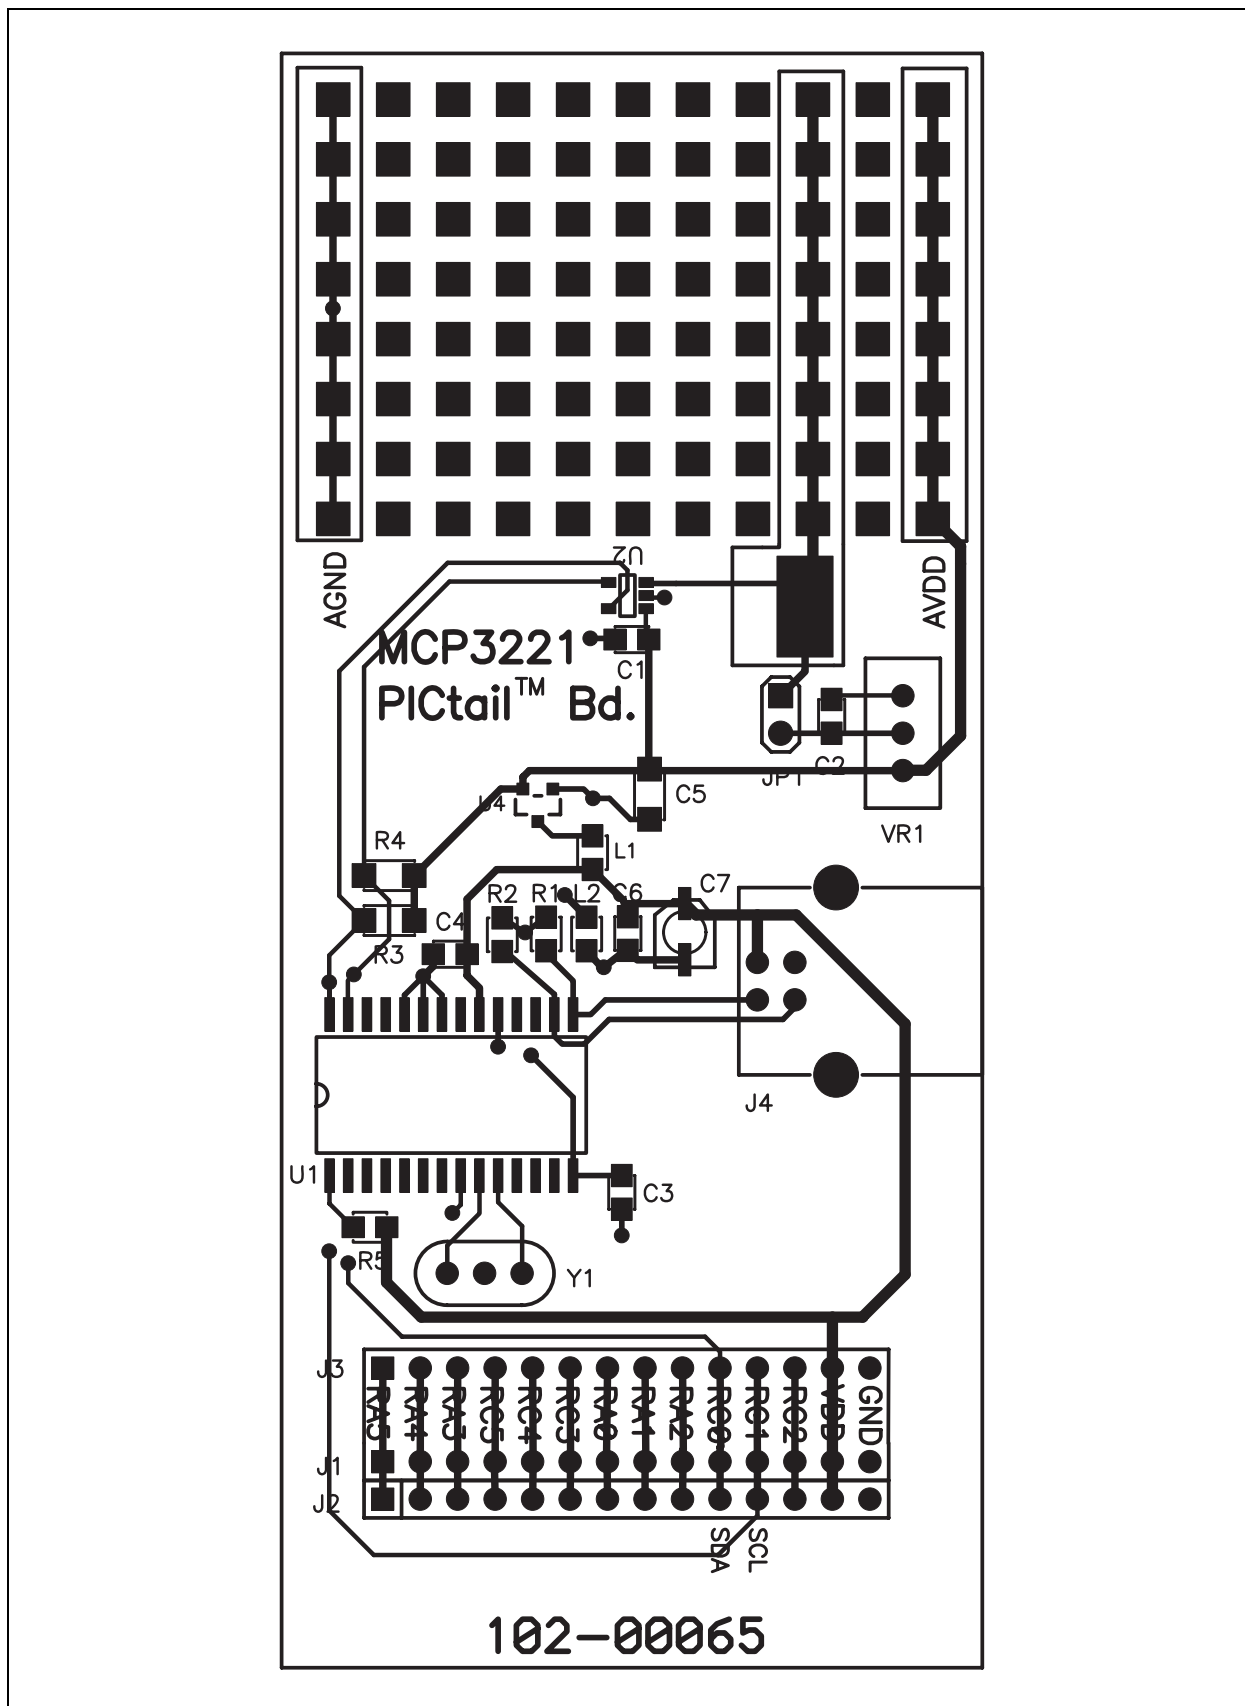 U2
AGND
AVDD
MCP3221
C1
PICtail™ Bd.
JP1
C2
C5
U4
VR1
R4
L1
R2
R1
L2
C6
C7
C4
R3
J4
U1
C3
R5
Y1
J3
RA5
RA4
RA3
RC5
RC4
RC3
RA0
RA1
RA2
RC0
RC1
RC2
VDD
GND
J1
J2
SDA
SCL
102-00065